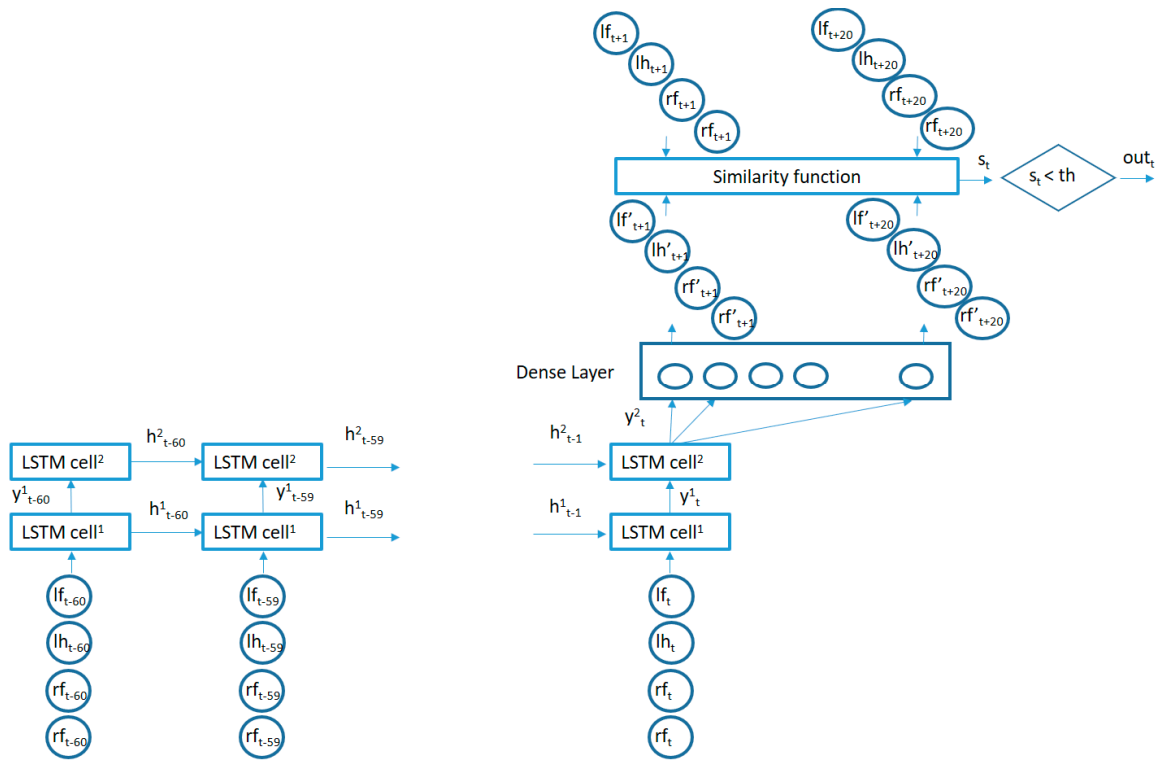 lf t+1
lh t+1
rf t+1
rf t+1
lf t+20
lh t+20
rf t+20
rf t+20
Similarity function
s t
s t < th
out t
lf' t+1
lh' t+1
rf' t+1
rf' t+1
lf' t+20
lh' t+20
rf' t+20
rf' t+20
Dense Layer
y 2 t
h 2 t-60
h 2 t-59
h 2 t-1
LSTM cell 2
LSTM cell 2
LSTM cell 2
y 1 t-60
y 1 t-59
y 1 t
h 1 t-60
h 1 t-59
h 1 t-1
LSTM cell 1
LSTM cell 1
LSTM cell 1
lf t-60
lh t-60
rf t-60
rf t-60
lf t-59
lh t-59
rf t-59
rf t-59
lf t
lh t
rf t
rf t